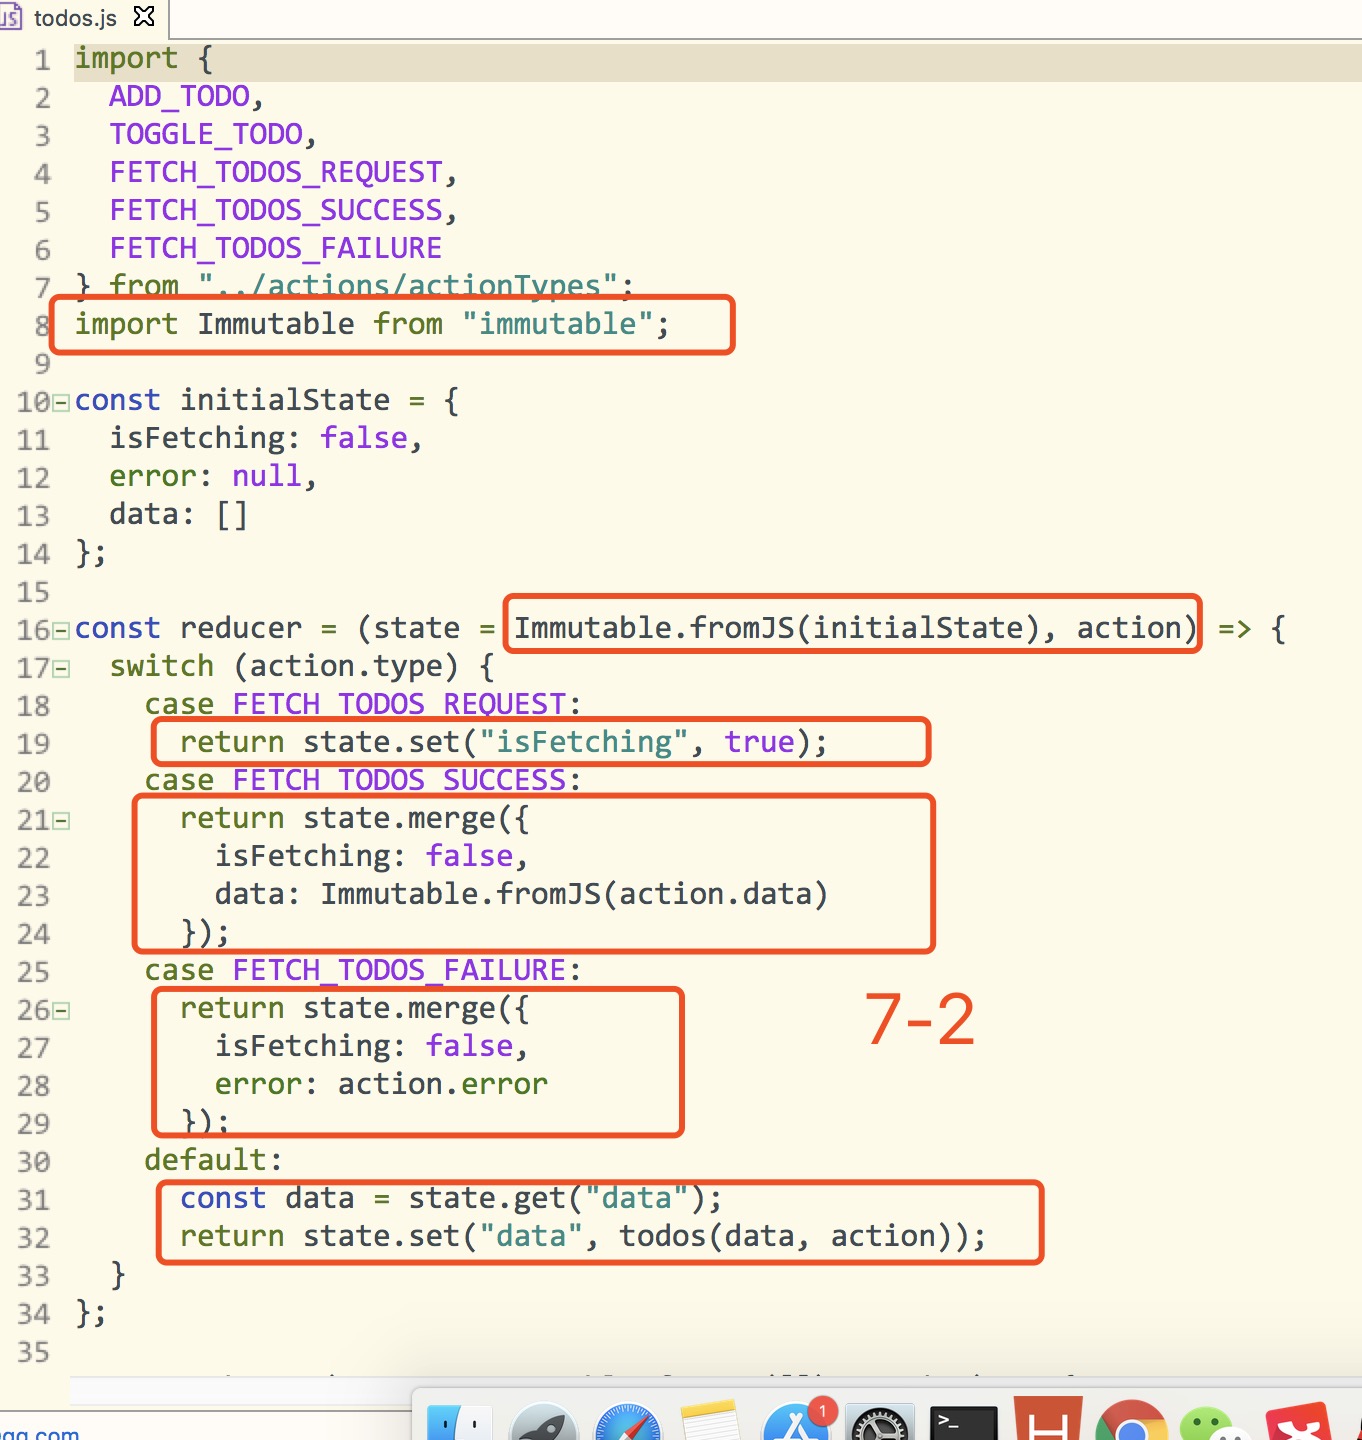 todos.js
1 import {
2   ADD_TODO,
3   TOGGLE_TODO,
4   FETCH_TODOS_REQUEST,
5   FETCH_TODOS_SUCCESS,
6   FETCH_TODOS_FAILURE
7 } from "../actions/actionTypes";
8 import Immutable from "immutable";
9
10 const initialState = {
11   isFetching: false,
12   error: null,
13   data: []
14 };
15
16 const reducer = (state = Immutable.fromJS(initialState), action) => {
17   switch (action.type) {
18     case FETCH_TODOS_REQUEST:
19       return state.set("isFetching", true);
20     case FETCH_TODOS_SUCCESS:
21       return state.merge({
22         isFetching: false,
23         data: Immutable.fromJS(action.data)
24       });
25     case FETCH_TODOS_FAILURE:
26       return state.merge({
27         isFetching: false,
28         error: action.error
29       });
7-2
30     default:
31       const data = state.get("data");
32       return state.set("data", todos(data, action));
33   }
34 };
35
1